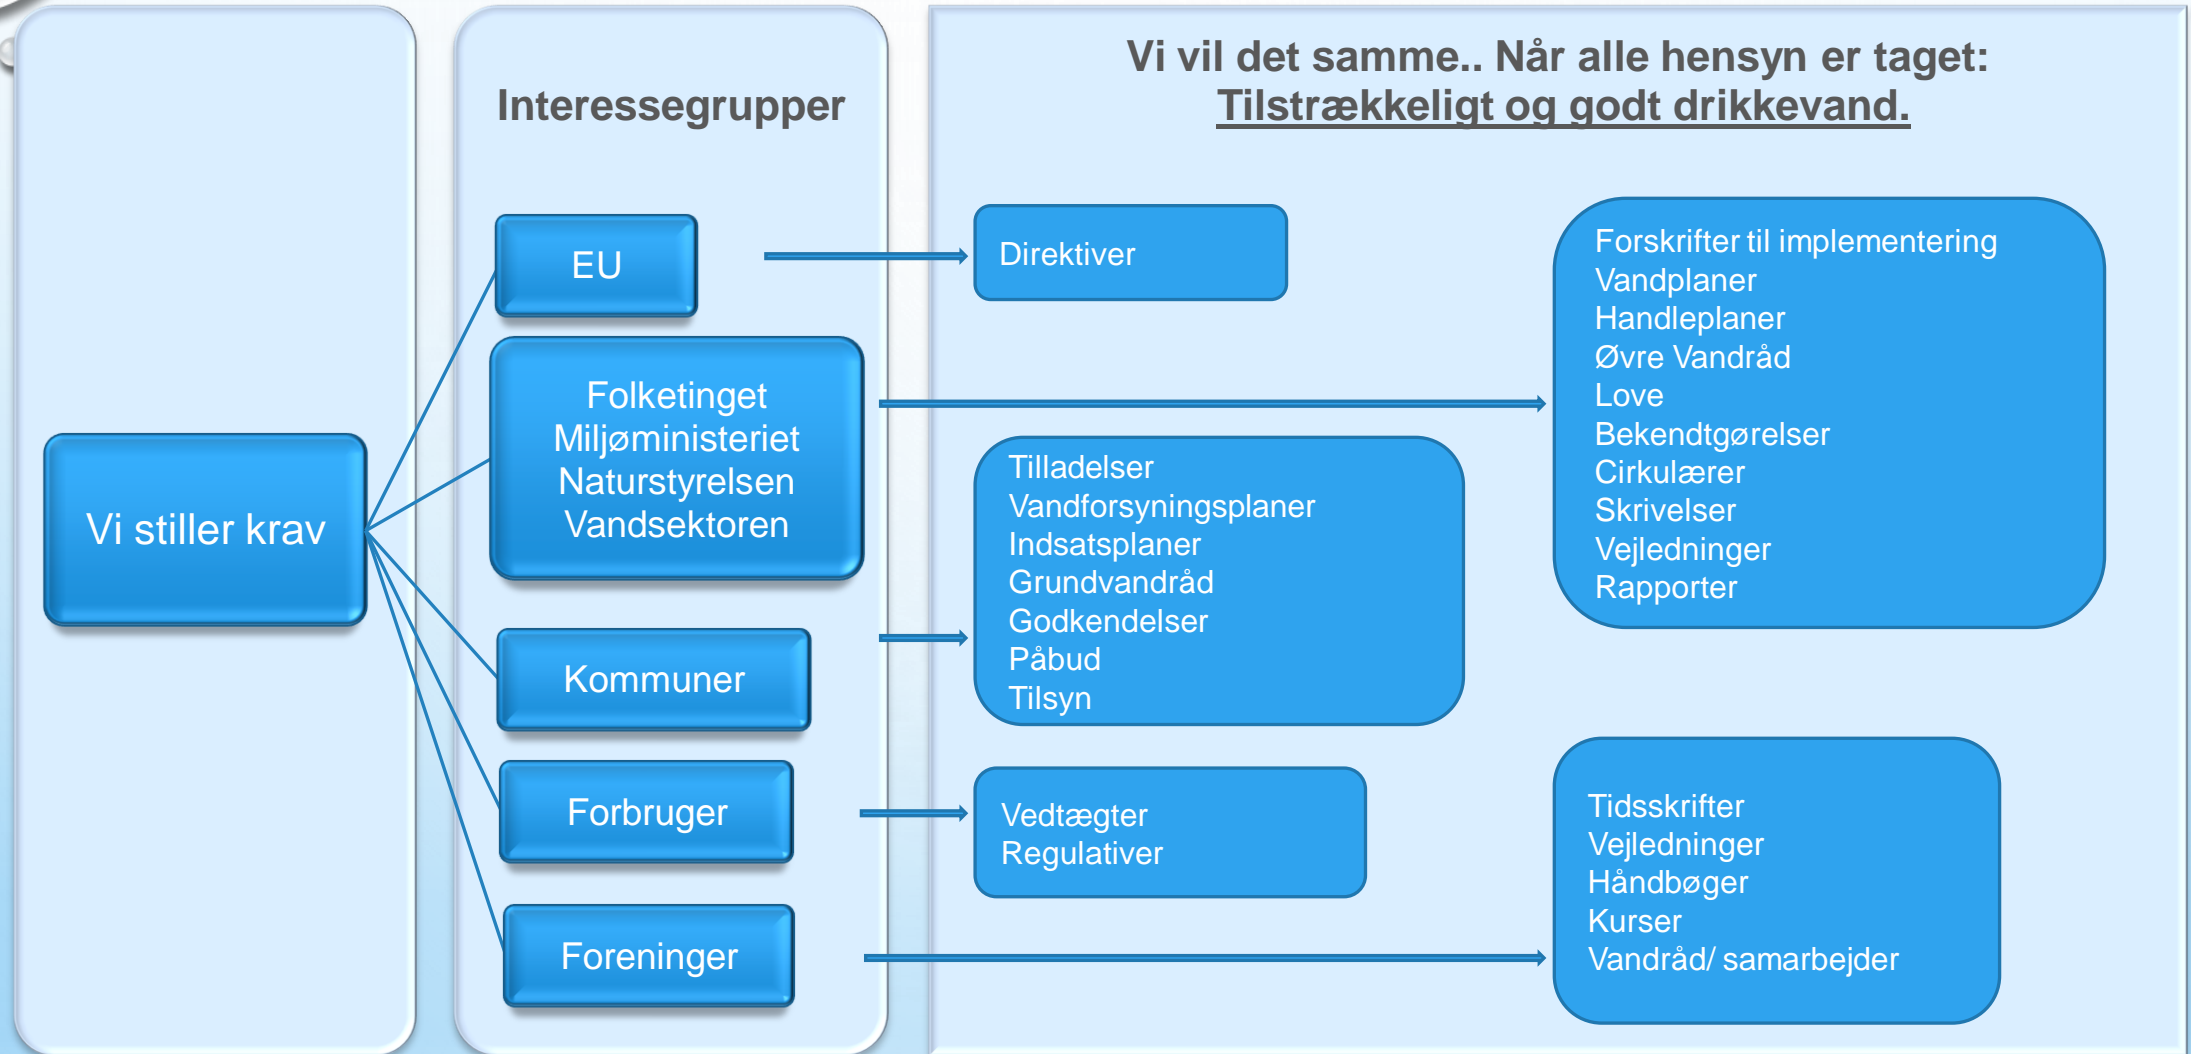 Vi stiller krav
Interessegrupper
EU
Folketinget
Miljøministeriet
Naturstyrelsen
Vandsektoren
Kommuner
Forbruger
Foreninger
Vi vil det samme.. Når alle hensyn er taget:
Tilstrækkeligt og godt drikkevand.
Direktiver
Forskrifter til implementering
Vandplaner
Handleplaner
Øvre Vandråd
Love
Bekendtgørelser
Cirkulærer
Skrivelser
Vejledninger
Rapporter
Tilladelser
Vandforsyningsplaner
Indsatsplaner
Grundvandråd
Godkendelser
Påbud
Tilsyn
Vedtægter
Regulativer
Tidsskrifter
Vejledninger
Håndbøger
Kurser
Vandråd/ samarbejder